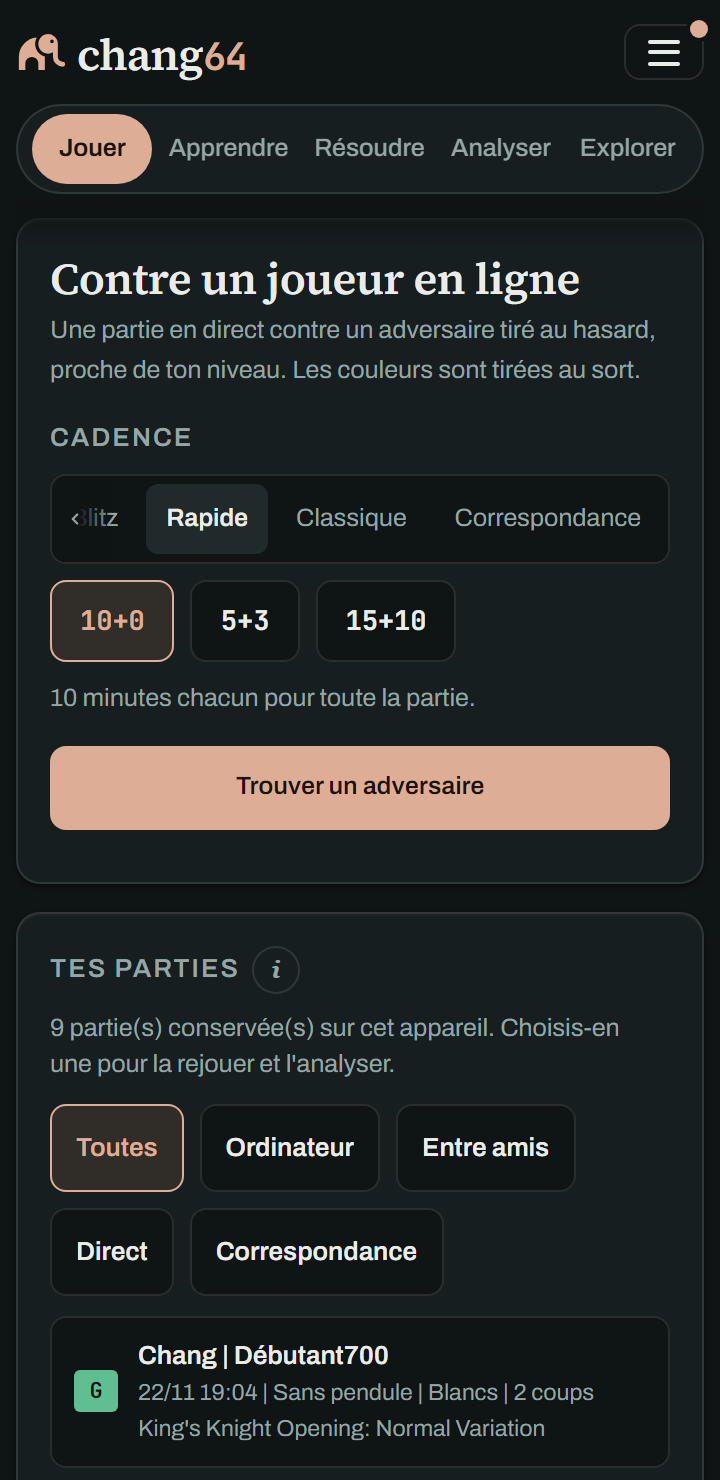 chang64
Jouer Apprendre Résoudre Analyser Explorer
Contre un joueur en ligne
Une partie en direct contre un adversaire tiré au hasard,
proche de ton niveau. Les couleurs sont tirées au sort.
CADENCE
‹ litz Rapide Classique Correspondance
10+0 5+3 15+10
10 minutes chacun pour toute la partie.
Trouver un adversaire
TES PARTIES i
9 partie(s) conservée(s) sur cet appareil. Choisis-en
une pour la rejouer et l'analyser.
Toutes Ordinateur Entre amis
Direct Correspondance
Chang | Débutant700
G 22/11 19:04 | Sans pendule | Blancs | 2 coups
King's Knight Opening: Normal Variation